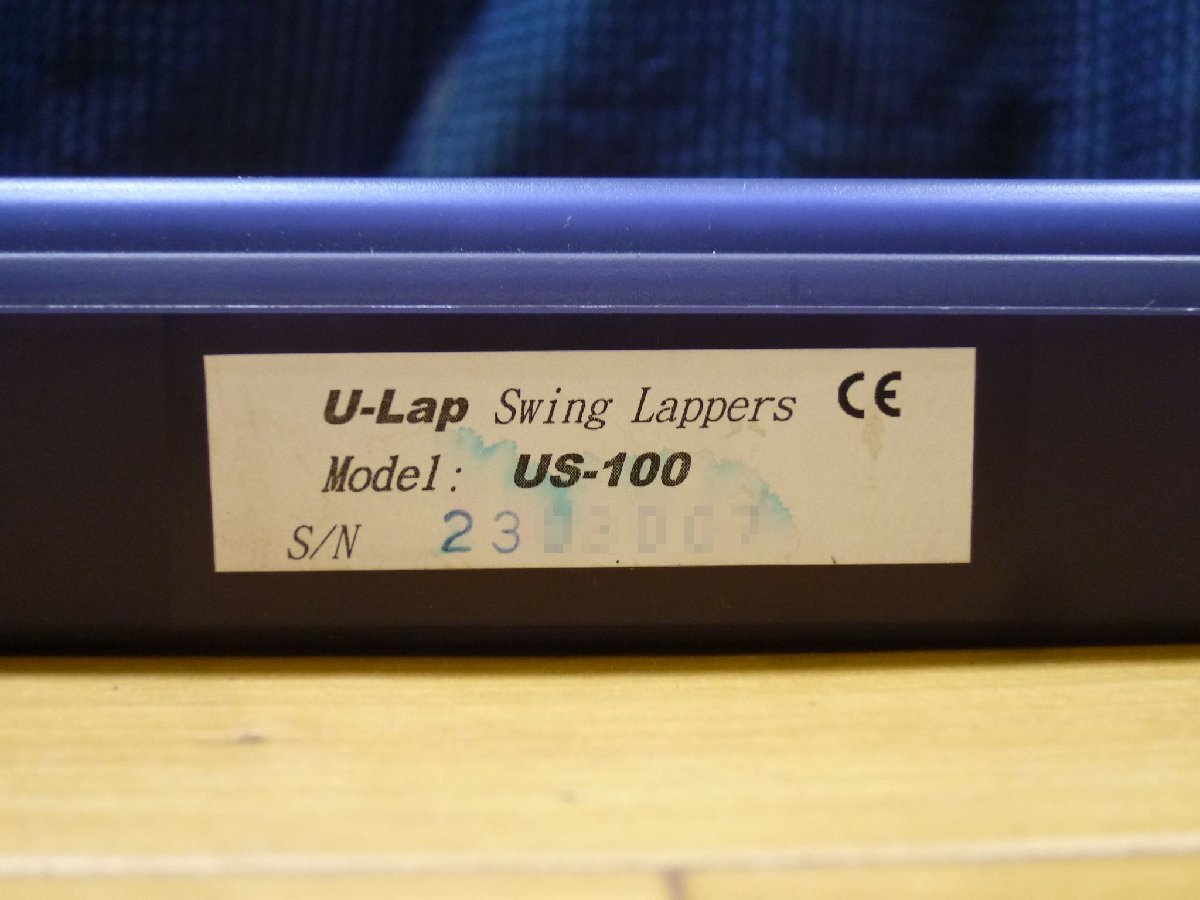 U-Lap Swing Lappers CE
Model: US-100
S/N 23